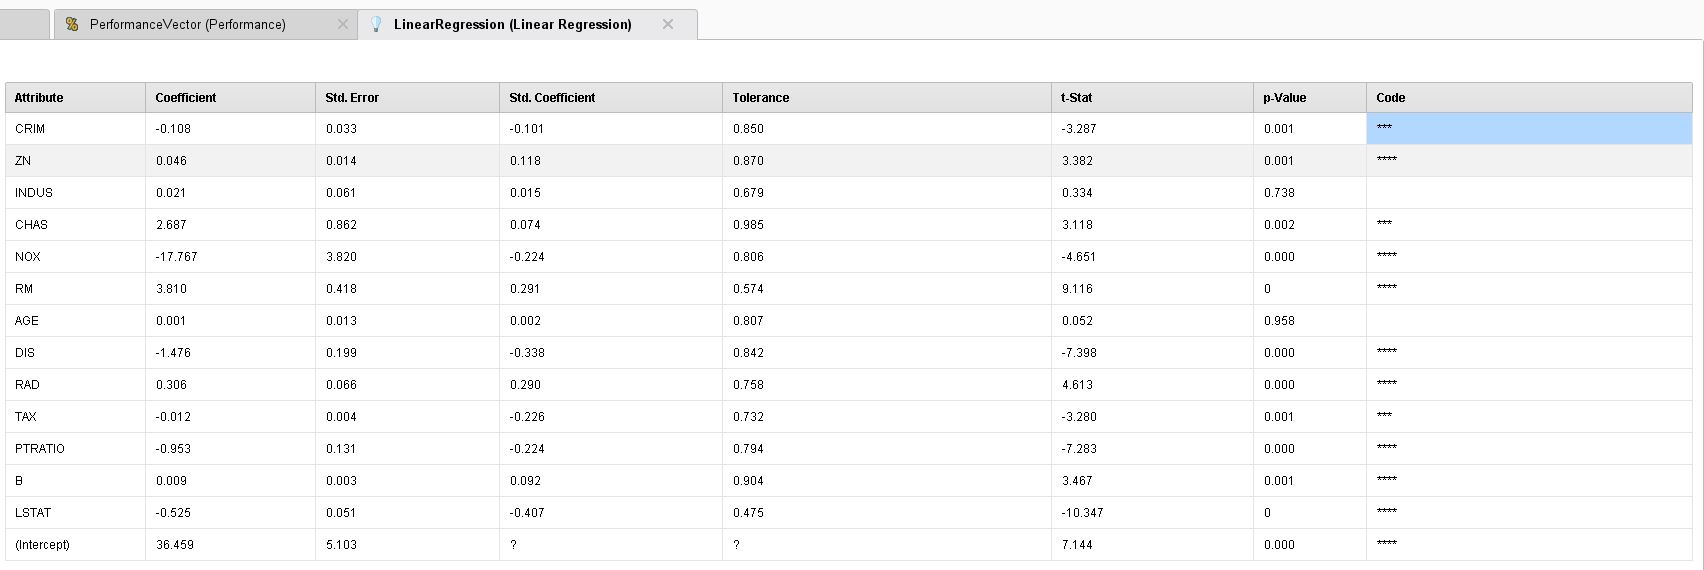 PerformanceVector (Performance) LinearRegression (Linear Regression)
Attribute Coefficient Std. Error Std. Coefficient Tolerance t-Stat p-Value Code
CRIM -0.108 0.033 -0.101 0.850 -3.287 0.001 ***
ZN 0.046 0.014 0.118 0.870 3.382 0.001 ****
INDUS 0.021 0.061 0.015 0.679 0.334 0.738
CHAS 2.687 0.862 0.074 0.985 3.118 0.002 ***
NOX -17.767 3.820 -0.224 0.806 -4.651 0.000 ****
RM 3.810 0.418 0.291 0.574 9.116 0 ****
AGE 0.001 0.013 0.002 0.807 0.052 0.958
DIS -1.476 0.199 -0.338 0.842 -7.398 0.000 ****
RAD 0.306 0.066 0.290 0.758 4.613 0.000 ****
TAX -0.012 0.004 -0.226 0.732 -3.280 0.001 ***
PTRATIO -0.953 0.131 -0.224 0.794 -7.283 0.000 ****
B 0.009 0.003 0.092 0.904 3.467 0.001 ****
LSTAT -0.525 0.051 -0.407 0.475 -10.347 0 ****
(Intercept) 36.459 5.103 ? ? 7.144 0.000 ****